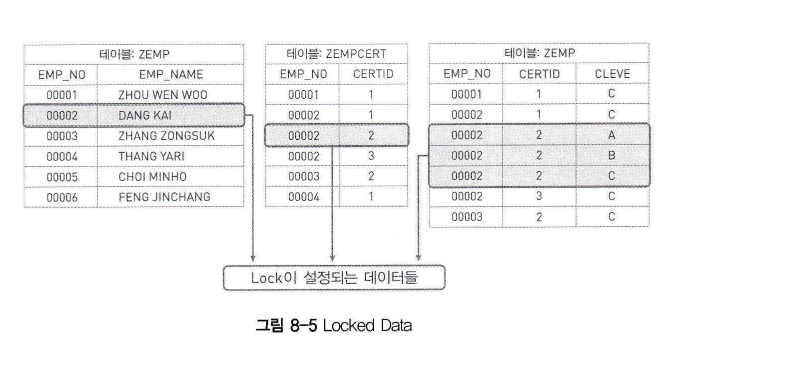 테이블: ZEMP
EMP_NO EMP_NAME
00001 ZHOU WEN WOO
00002 DANG KAI
00003 ZHANG ZONGSUK
00004 THANG YARI
00005 CHOI MINHO
00006 FENG JINCHANG
테이블: ZEMPCERT
EMP_NO CERTID
00001 1
00002 1
00002 2
00002 3
00003 2
00004 1
테이블: ZEMP
EMP_NO CERTID CLEVE
00001 1 C
00002 1 C
00002 2 A
00002 2 B
00002 2 C
00002 3 C
00003 2 C
Lock이 설정되는 데이터들
그림 8-5 Locked Data